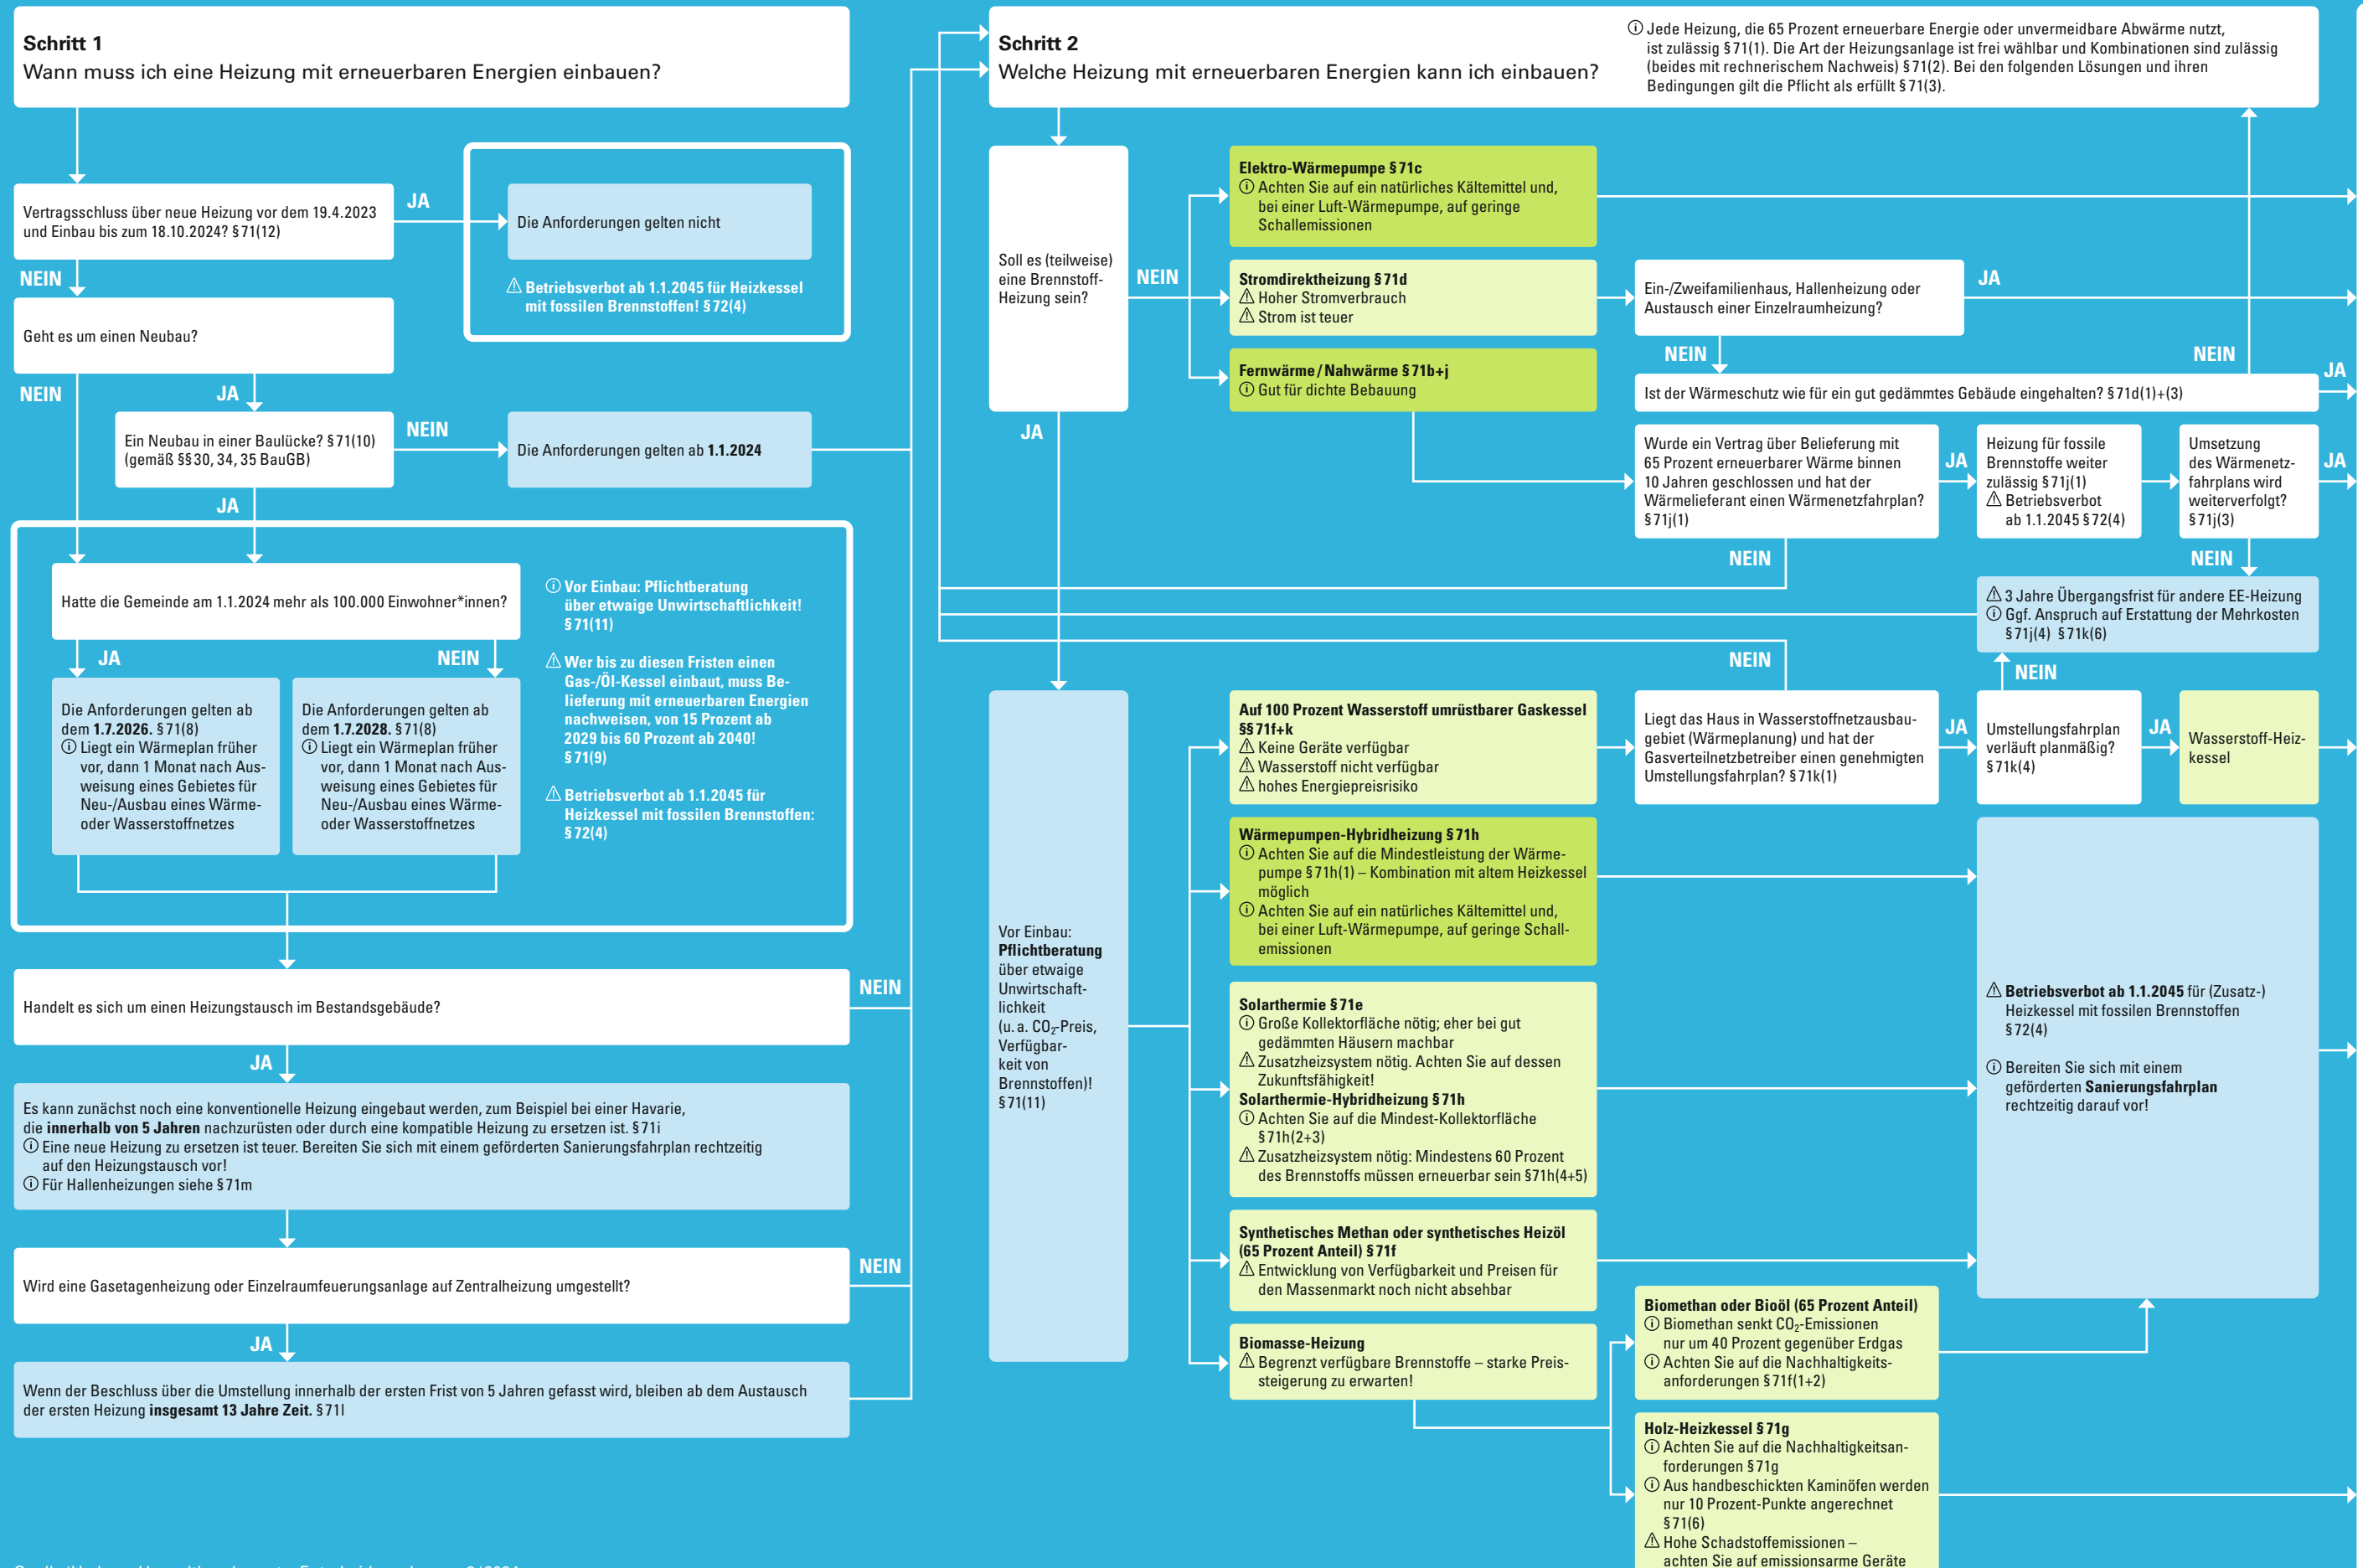 Schritt 1
Wann muss ich eine Heizung mit erneuerbaren Energien einbauen?
Vertragsschluss über neue Heizung vor dem 19.4.2023
und Einbau bis zum 18.10.2024? § 71(12)
JA
Die Anforderungen gelten nicht
⚠ Betriebsverbot ab 1.1.2045 für Heizkessel
mit fossilen Brennstoffen! § 72(4)
NEIN
Geht es um einen Neubau?
NEIN
JA
Ein Neubau in einer Baulücke? § 71(10)
(gemäß §§ 30, 34, 35 BauGB)
NEIN
Die Anforderungen gelten ab 1.1.2024
JA
Hatte die Gemeinde am 1.1.2024 mehr als 100.000 Einwohner*innen?
JA
NEIN
Die Anforderungen gelten ab
dem 1.7.2026. § 71(8)
ⓘ Liegt ein Wärmeplan früher
vor, dann 1 Monat nach Aus-
weisung eines Gebietes für
Neu-/Ausbau eines Wärme-
oder Wasserstoffnetzes
Die Anforderungen gelten ab
dem 1.7.2028. § 71(8)
ⓘ Liegt ein Wärmeplan früher
vor, dann 1 Monat nach Aus-
weisung eines Gebietes für
Neu-/Ausbau eines Wärme-
oder Wasserstoffnetzes
ⓘ Vor Einbau: Pflichtberatung
über etwaige Unwirtschaftlichkeit!
§ 71(11)
⚠ Wer bis zu diesen Fristen einen
Gas-/Öl-Kessel einbaut, muss Be-
lieferung mit erneuerbaren Energien
nachweisen, von 15 Prozent ab
2029 bis 60 Prozent ab 2040!
§ 71(9)
⚠ Betriebsverbot ab 1.1.2045 für
Heizkessel mit fossilen Brennstoffen:
§ 72(4)
Handelt es sich um einen Heizungstausch im Bestandsgebäude?
NEIN
JA
Es kann zunächst noch eine konventionelle Heizung eingebaut werden, zum Beispiel bei einer Havarie,
die innerhalb von 5 Jahren nachzurüsten oder durch eine kompatible Heizung zu ersetzen ist. § 71i
ⓘ Eine neue Heizung zu ersetzen ist teuer. Bereiten Sie sich mit einem geförderten Sanierungsfahrplan rechtzeitig
auf den Heizungstausch vor!
ⓘ Für Hallenheizungen siehe § 71m
Wird eine Gasetagenheizung oder Einzelraumfeuerungsanlage auf Zentralheizung umgestellt?
NEIN
JA
Wenn der Beschluss über die Umstellung innerhalb der ersten Frist von 5 Jahren gefasst wird, bleiben ab dem Austausch
der ersten Heizung insgesamt 13 Jahre Zeit. § 71l
Schritt 2
Welche Heizung mit erneuerbaren Energien kann ich einbauen?
ⓘ Jede Heizung, die 65 Prozent erneuerbare Energie oder unvermeidbare Abwärme nutzt,
ist zulässig § 71(1). Die Art der Heizungsanlage ist frei wählbar und Kombinationen sind zulässig
(beides mit rechnerischem Nachweis) § 71(2). Bei den folgenden Lösungen und ihren
Bedingungen gilt die Pflicht als erfüllt § 71(3).
Soll es (teilweise)
eine Brennstoff-
Heizung sein?
NEIN
JA
Elektro-Wärmepumpe § 71c
ⓘ Achten Sie auf ein natürliches Kältemittel und,
bei einer Luft-Wärmepumpe, auf geringe
Schallemissionen
Stromdirektheizung § 71d
⚠ Hoher Stromverbrauch
⚠ Strom ist teuer
Ein-/Zweifamilienhaus, Hallenheizung oder
Austausch einer Einzelraumheizung?
JA
NEIN
NEIN
Ist der Wärmeschutz wie für ein gut gedämmtes Gebäude eingehalten? § 71d(1)+(3)
JA
Fernwärme / Nahwärme § 71b+j
ⓘ Gut für dichte Bebauung
Wurde ein Vertrag über Belieferung mit
65 Prozent erneuerbarer Wärme binnen
10 Jahren geschlossen und hat der
Wärmelieferant einen Wärmenetzfahrplan?
§ 71j(1)
JA
Heizung für fossile
Brennstoffe weiter
zulässig § 71j(1)
⚠ Betriebsverbot
ab 1.1.2045 § 72(4)
Umsetzung
des Wärmenetz-
fahrplans wird
weiterverfolgt?
§ 71j(3)
JA
NEIN
NEIN
⚠ 3 Jahre Übergangsfrist für andere EE-Heizung
ⓘ Ggf. Anspruch auf Erstattung der Mehrkosten
§ 71j(4) § 71k(6)
NEIN
NEIN
Vor Einbau:
Pflichtberatung
über etwaige
Unwirtschaft-
lichkeit
(u. a. CO₂-Preis,
Verfügbar-
keit von
Brennstoffen)!
§ 71(11)
Auf 100 Prozent Wasserstoff umrüstbarer Gaskessel
§§ 71f+k
⚠ Keine Geräte verfügbar
⚠ Wasserstoff nicht verfügbar
⚠ hohes Energiepreisrisiko
Liegt das Haus in Wasserstoffnetzausbau-
gebiet (Wärmeplanung) und hat der
Gasverteilnetzbetreiber einen genehmigten
Umstellungsfahrplan? § 71k(1)
JA
Umstellungsfahrplan
verläuft planmäßig?
§ 71k(4)
JA
Wasserstoff-Heiz-
kessel
Wärmepumpen-Hybridheizung § 71h
ⓘ Achten Sie auf die Mindestleistung der Wärme-
pumpe § 71h(1) – Kombination mit altem Heizkessel
möglich
ⓘ Achten Sie auf ein natürliches Kältemittel und,
bei einer Luft-Wärmepumpe, auf geringe Schall-
emissionen
Solarthermie § 71e
ⓘ Große Kollektorfläche nötig; eher bei gut
gedämmten Häusern machbar
⚠ Zusatzheizsystem nötig. Achten Sie auf dessen
Zukunftsfähigkeit!
Solarthermie-Hybridheizung § 71h
ⓘ Achten Sie auf die Mindest-Kollektorfläche
§ 71h(2+3)
⚠ Zusatzheizsystem nötig: Mindestens 60 Prozent
des Brennstoffs müssen erneuerbar sein § 71h(4+5)
⚠ Betriebsverbot ab 1.1.2045 für (Zusatz-)
Heizkessel mit fossilen Brennstoffen
§ 72(4)
ⓘ Bereiten Sie sich mit einem
geförderten Sanierungsfahrplan
rechtzeitig darauf vor!
Synthetisches Methan oder synthetisches Heizöl
(65 Prozent Anteil) § 71f
⚠ Entwicklung von Verfügbarkeit und Preisen für
den Massenmarkt noch nicht absehbar
Biomasse-Heizung
⚠ Begrenzt verfügbare Brennstoffe – starke Preis-
steigerung zu erwarten!
Biomethan oder Bioöl (65 Prozent Anteil)
ⓘ Biomethan senkt CO₂-Emissionen
nur um 40 Prozent gegenüber Erdgas
ⓘ Achten Sie auf die Nachhaltigkeits-
anforderungen § 71f(1+2)
Holz-Heizkessel § 71g
ⓘ Achten Sie auf die Nachhaltigkeitsan-
forderungen § 71g
ⓘ Aus handbeschickten Kaminöfen werden
nur 10 Prozent-Punkte angerechnet
§ 71(6)
⚠ Hohe Schadstoffemissionen –
achten Sie auf emissionsarme Geräte